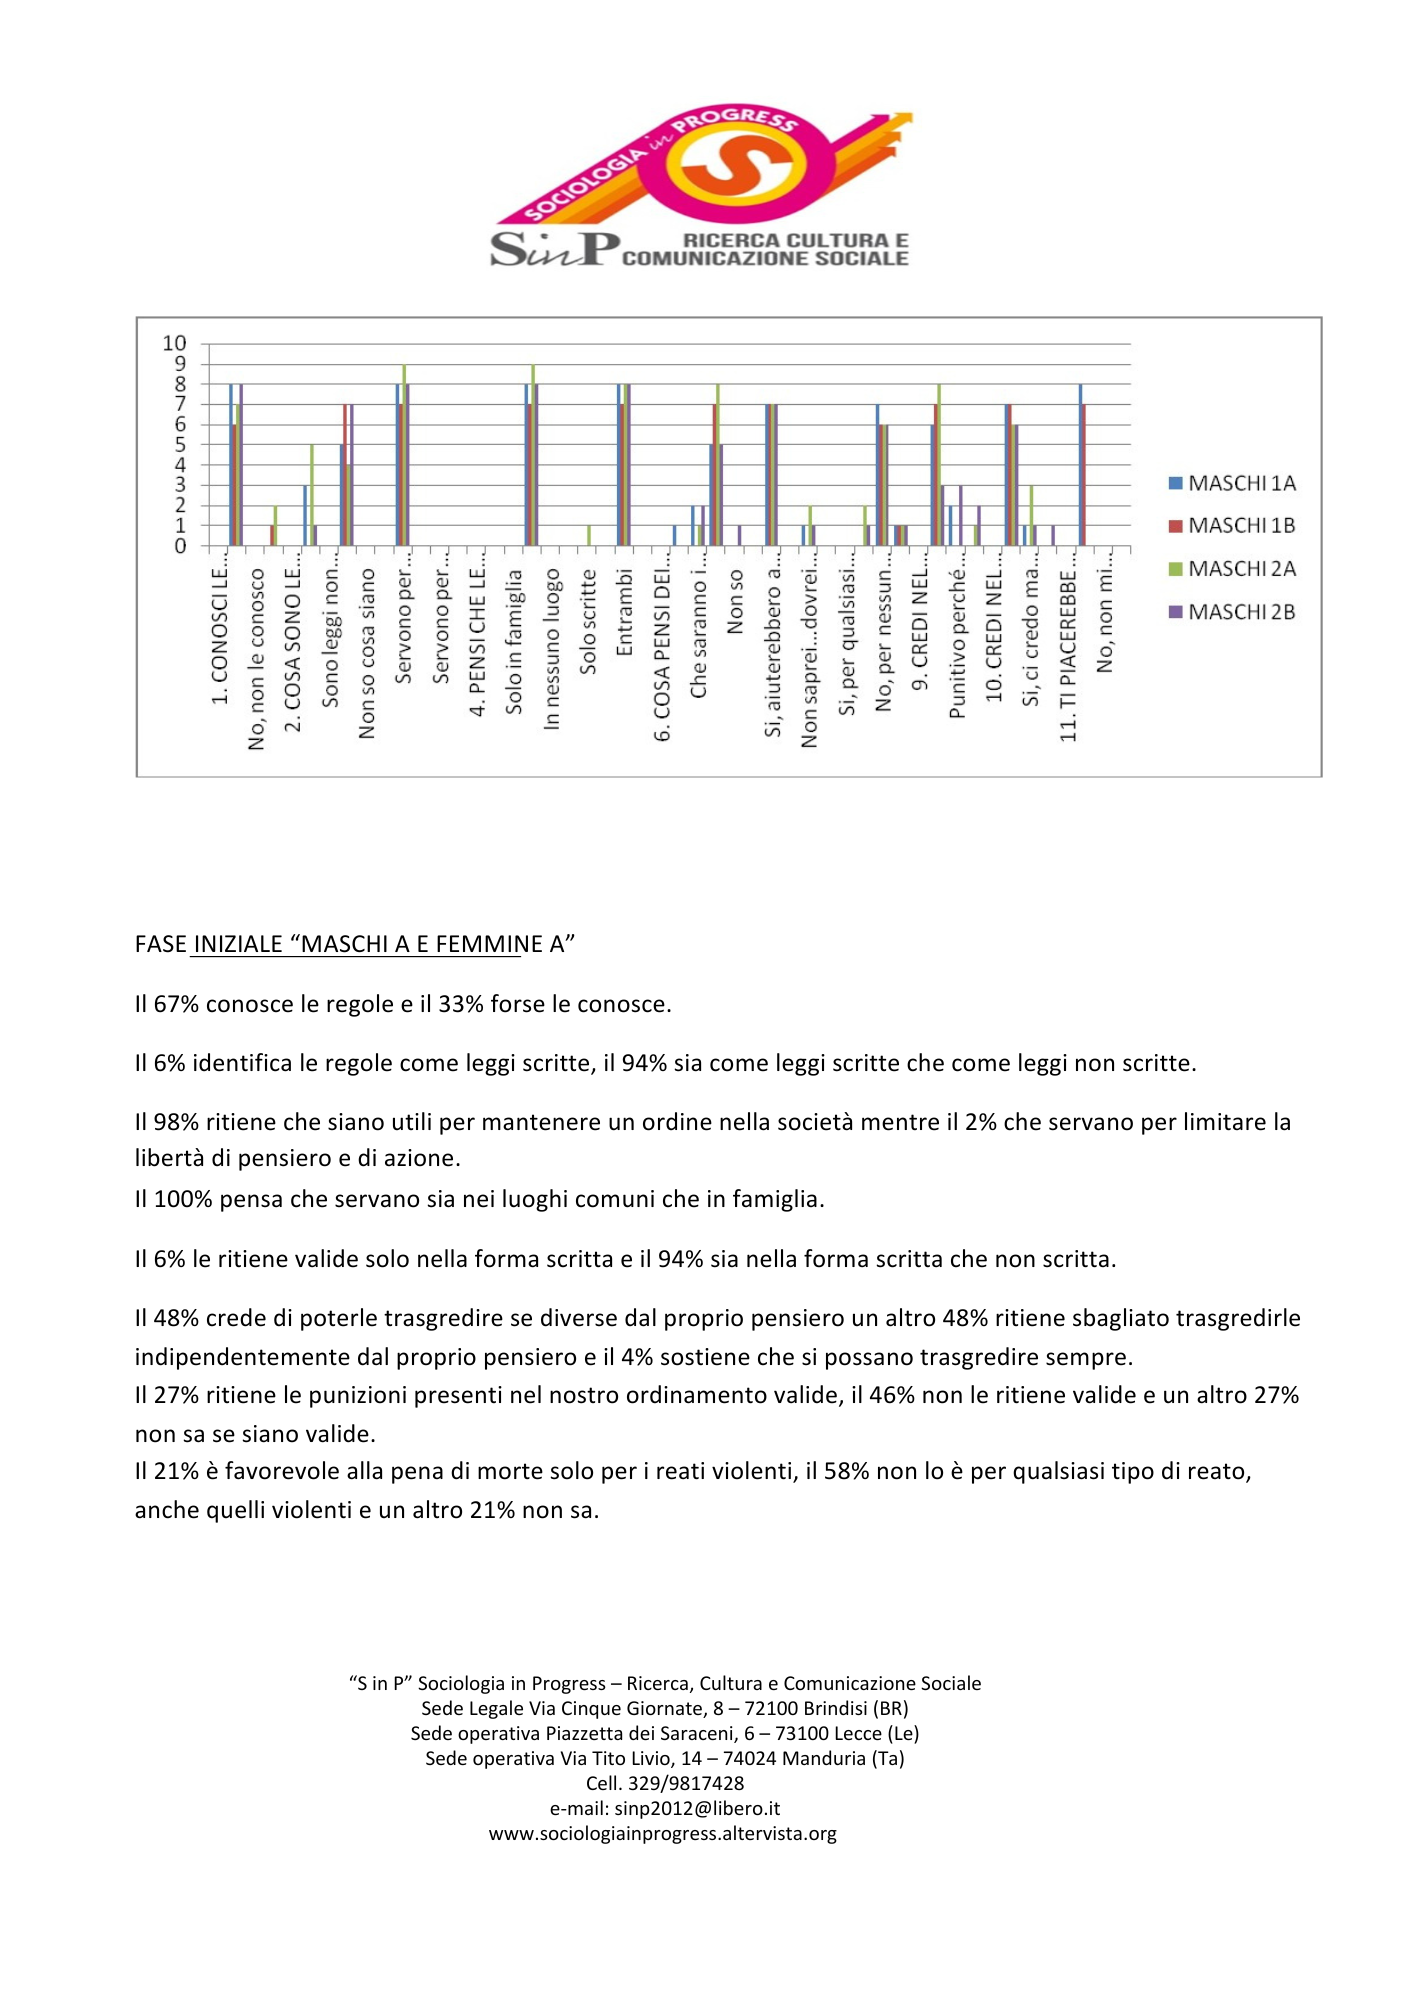 SOCIOLOGIA in PROGRESS
S
SinP RICERCA CULTURA E
COMUNICAZIONE SOCIALE
10
9
8
7
6
5
4
3
2
1
0
1. CONOSCI LE…
No, non le conosco
2. COSA SONO LE…
Sono leggi non…
Non so cosa siano
Servono per…
Servono per…
4. PENSI CHE LE…
Solo in famiglia
In nessuno luogo
Solo scritte
Entrambi
6. COSA PENSI DEI…
Che saranno i…
Non so
Si, aiuterebbero a…
Non saprei…dovrei…
Si, per qualsiasi…
No, per nessun…
9. CREDI NEL…
Punitivo perché…
10. CREDI NEL…
Si, ci credo ma…
11. TI PIACEREBBE…
No, non mi…
MASCHI 1A
MASCHI 1B
MASCHI 2A
MASCHI 2B
FASE INIZIALE “MASCHI A E FEMMINE A”
Il 67% conosce le regole e il 33% forse le conosce.
Il 6% identifica le regole come leggi scritte, il 94% sia come leggi scritte che come leggi non scritte.
Il 98% ritiene che siano utili per mantenere un ordine nella società mentre il 2% che servano per limitare la
libertà di pensiero e di azione.
Il 100% pensa che servano sia nei luoghi comuni che in famiglia.
Il 6% le ritiene valide solo nella forma scritta e il 94% sia nella forma scritta che non scritta.
Il 48% crede di poterle trasgredire se diverse dal proprio pensiero un altro 48% ritiene sbagliato trasgredirle
indipendentemente dal proprio pensiero e il 4% sostiene che si possano trasgredire sempre.
Il 27% ritiene le punizioni presenti nel nostro ordinamento valide, il 46% non le ritiene valide e un altro 27%
non sa se siano valide.
Il 21% è favorevole alla pena di morte solo per i reati violenti, il 58% non lo è per qualsiasi tipo di reato,
anche quelli violenti e un altro 21% non sa.
“S in P” Sociologia in Progress – Ricerca, Cultura e Comunicazione Sociale
Sede Legale Via Cinque Giornate, 8 – 72100 Brindisi (BR)
Sede operativa Piazzetta dei Saraceni, 6 – 73100 Lecce (Le)
Sede operativa Via Tito Livio, 14 – 74024 Manduria (Ta)
Cell. 329/9817428
e-mail: sinp2012@libero.it
www.sociologiainprogress.altervista.org